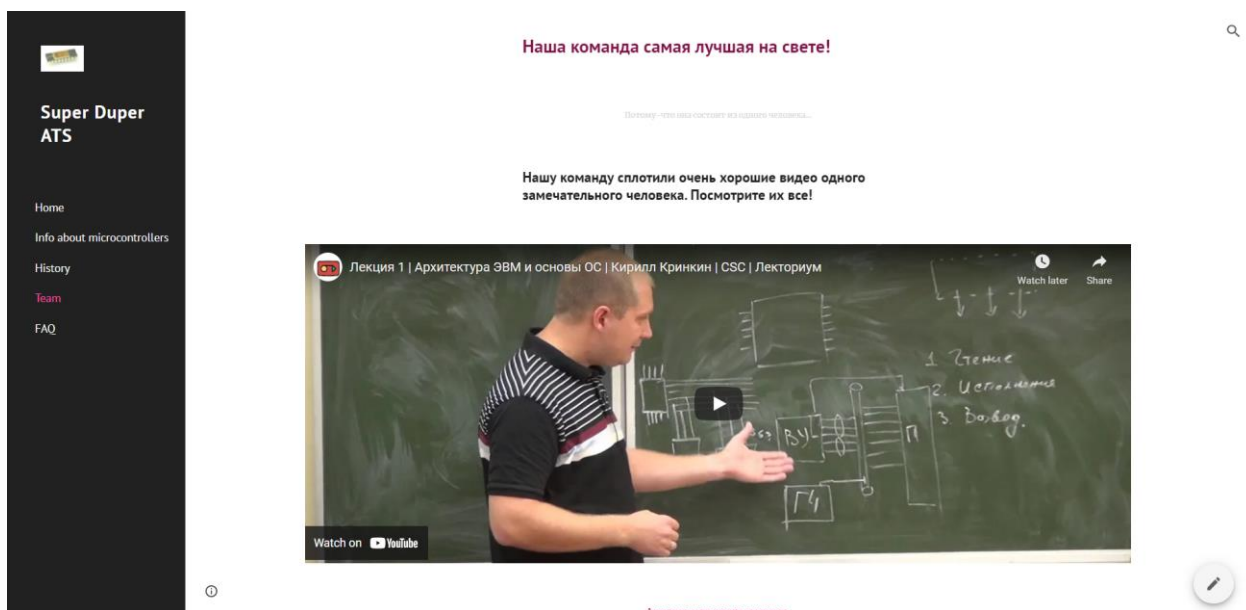 Super Duper
ATS
Home
Info about microcontrollers
History
Team
FAQ
Наша команда самая лучшая на свете!
Потому-что она состоит из одного человека...
Нашу команду сплотили очень хорошие видео одного
замечательного человека. Посмотрите их все!
Лекция 1 | Архитектура ЭВМ и основы ОС | Кирилл Кринкин | CSC | Лекториум
Watch later
Share
1. Чтение
2. Исполнения
3. Вывод.
ВУ
П
ГЧ
Watch on YouTube